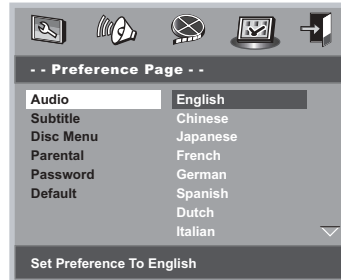 - - Preference Page - -
Audio English
Subtitle Chinese
Disc Menu Japanese
Parental French
Password German
Default Spanish
Dutch
Italian
Set Preference To English